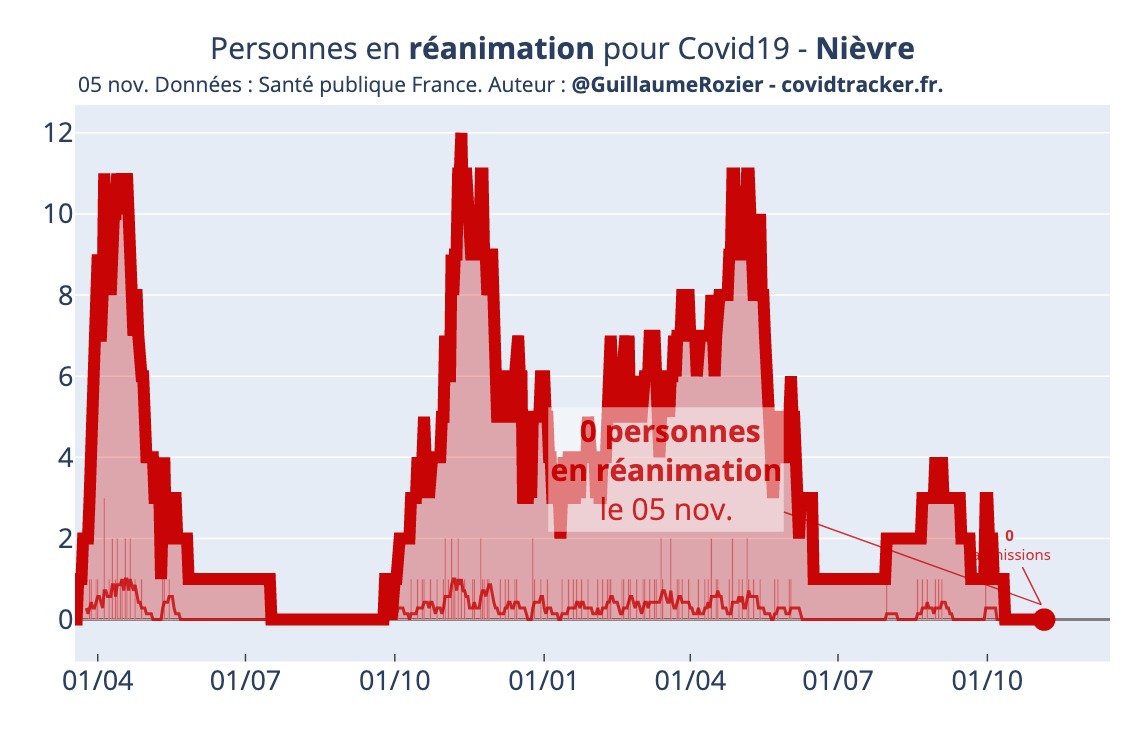 Personnes en réanimation pour Covid19 - Nièvre
05 nov. Données : Santé publique France. Auteur : @GuillaumeRozier - covidtracker.fr.
12
10
8
6
4
2
0
0 personnes
en réanimation
le 05 nov.
0
admissions
01/04 01/07 01/10 01/01 01/04 01/07 01/10